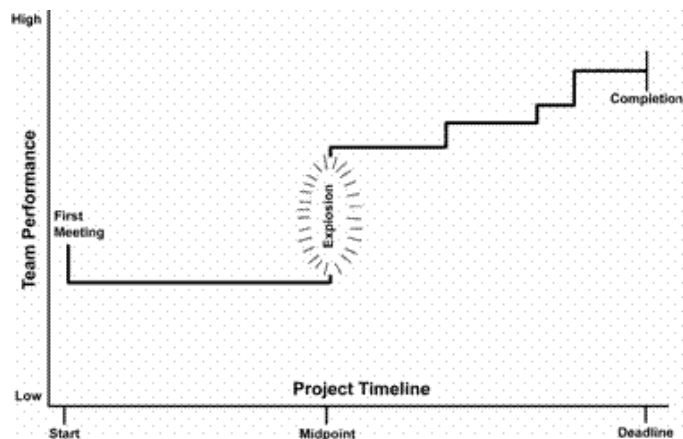 High
Team Performance
First
Meeting
Explosion
Completion
Low
Project Timeline
Start
Midpoint
Deadline